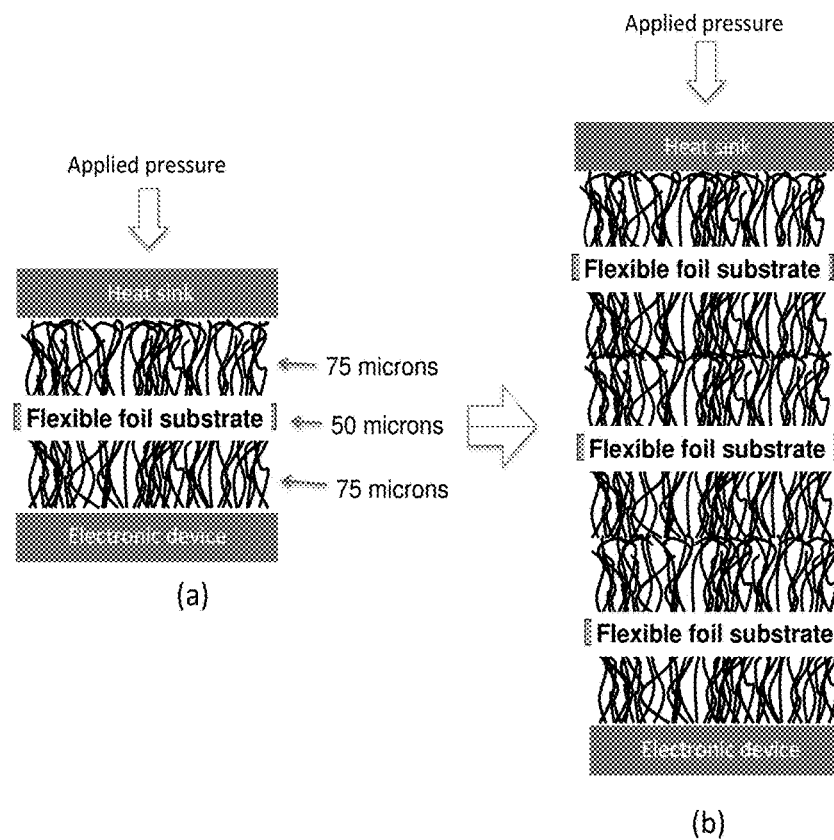 Applied pressure
Heat sink
75 microns
Flexible foil substrate
50 microns
75 microns
Electronic device
(a)
Applied pressure
Heat sink
Flexible foil substrate
Flexible foil substrate
Flexible foil substrate
Electronic device
(b)